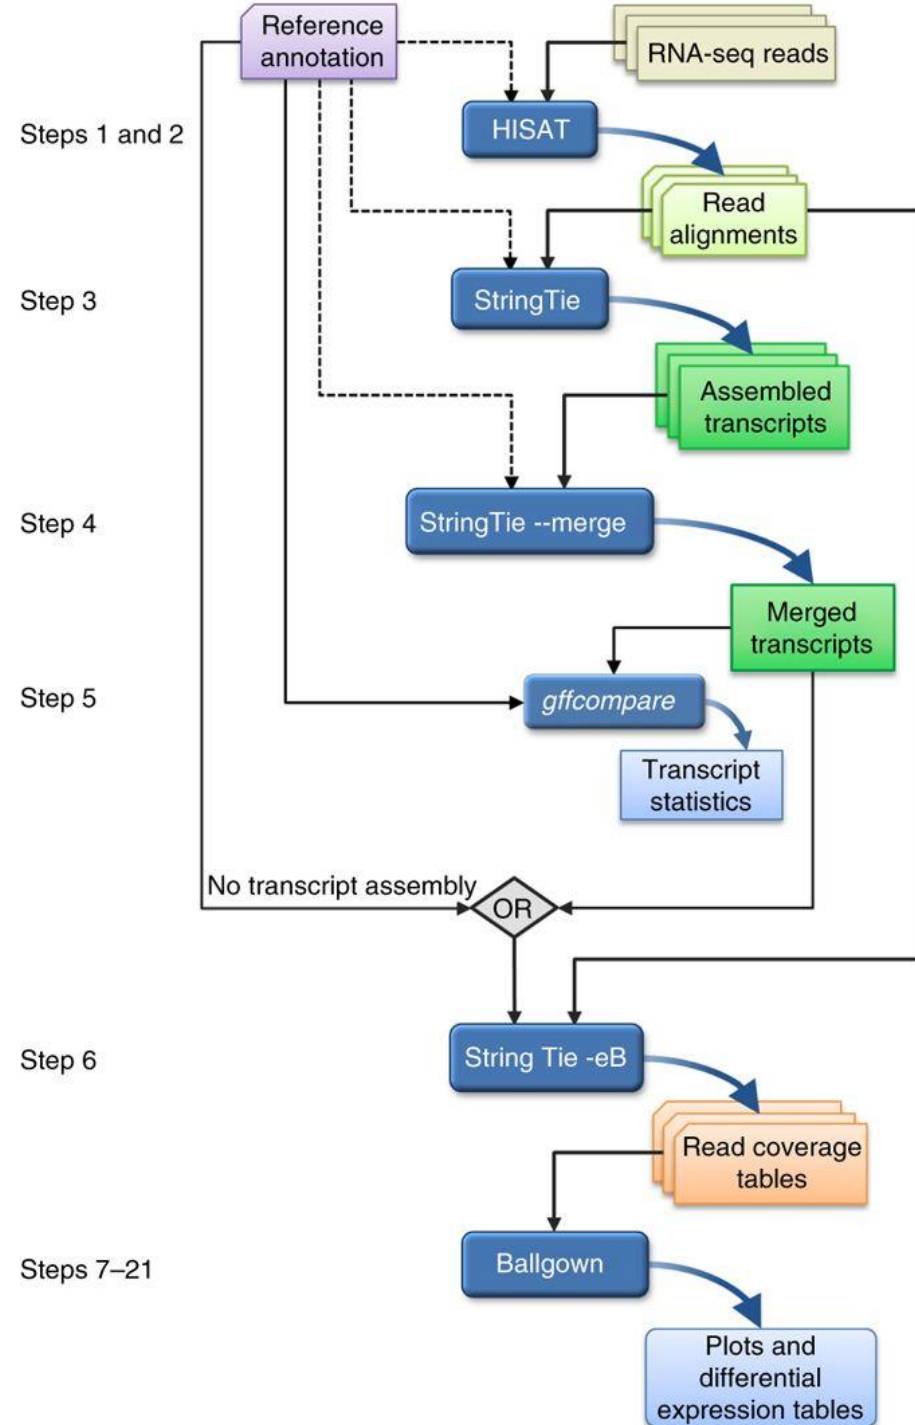 Reference
annotation
RNA-seq reads
Steps 1 and 2
HISAT
Read
alignments
Step 3
StringTie
Assembled
transcripts
Step 4
StringTie --merge
Merged
transcripts
Step 5
gffcompare
Transcript
statistics
No transcript assembly
OR
Step 6
String Tie -eB
Read coverage
tables
Steps 7–21
Ballgown
Plots and
differential
expression tables